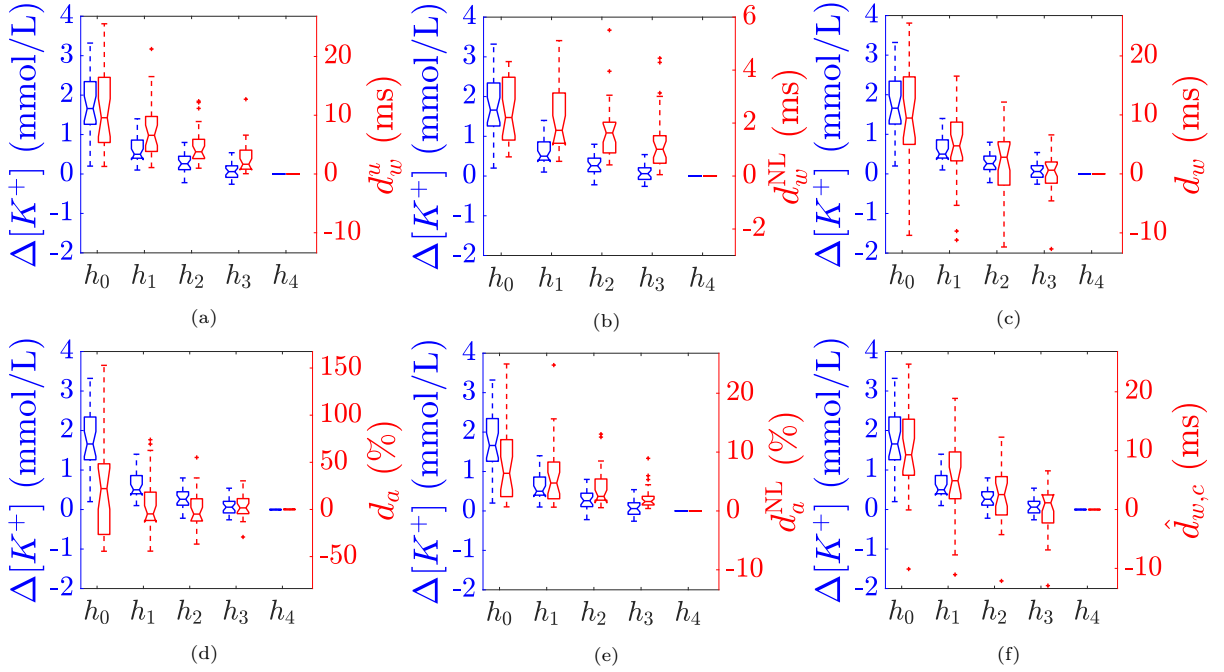 4 3 2 1 0 -1 -2
Δ[K⁺] (mmol/L)
20 10 0 -10
d_w^u (ms)
h₀ h₁ h₂ h₃ h₄
(a)
4 3 2 1 0 -1 -2
Δ[K⁺] (mmol/L)
6 4 2 0 -2
d_w^NL (ms)
h₀ h₁ h₂ h₃ h₄
(b)
4 3 2 1 0 -1 -2
Δ[K⁺] (mmol/L)
20 10 0 -10
d_w (ms)
h₀ h₁ h₂ h₃ h₄
(c)
4 3 2 1 0 -1 -2
Δ[K⁺] (mmol/L)
150 100 50 0 -50
d_a (%)
h₀ h₁ h₂ h₃ h₄
(d)
4 3 2 1 0 -1 -2
Δ[K⁺] (mmol/L)
20 10 0 -10
d_a^NL (%)
h₀ h₁ h₂ h₃ h₄
(e)
4 3 2 1 0 -1 -2
Δ[K⁺] (mmol/L)
20 10 0 -10
d̂_w,c (ms)
h₀ h₁ h₂ h₃ h₄
(f)